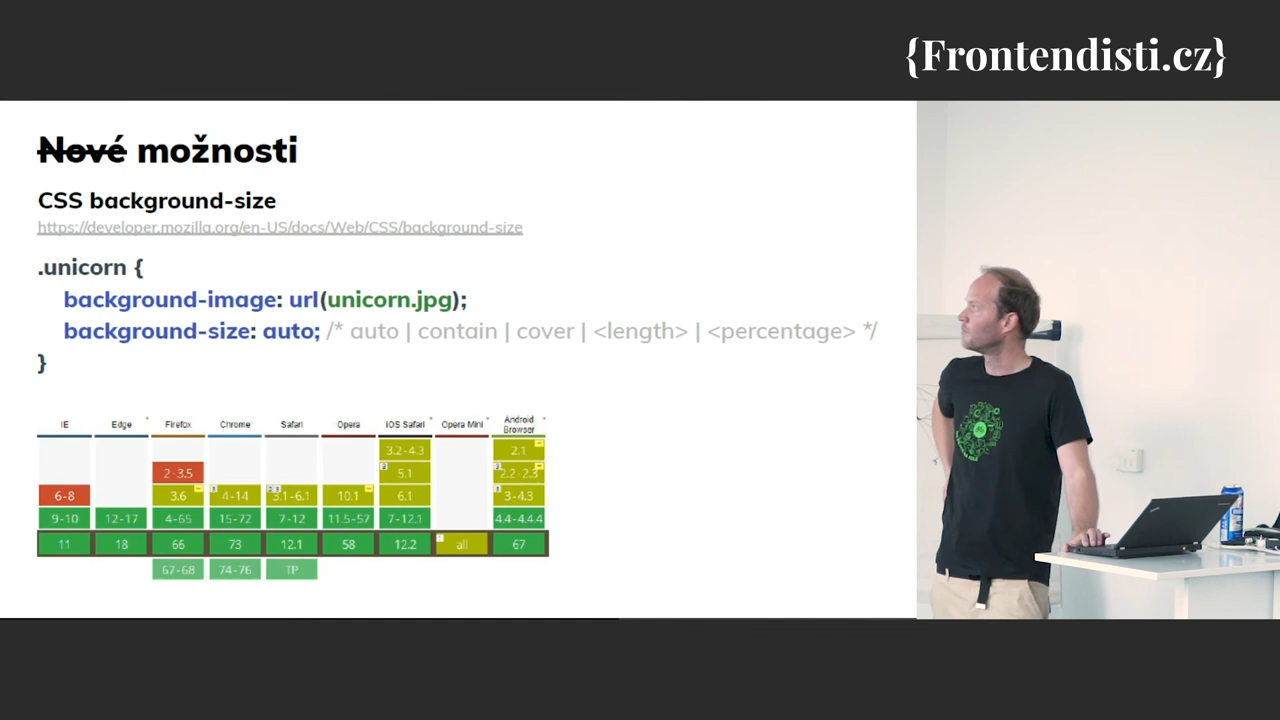 {Frontendisti.cz}
Nové možnosti
CSS background-size
https://developer.mozilla.org/en-US/docs/Web/CSS/background-size
.unicorn {
background-image: url(unicorn.jpg);
background-size: auto; /* auto | contain | cover | <length> | <percentage> */
}
IE Edge Firefox Chrome Safari Opera iOS Safari Opera Mini Android Browser
3.2-4.3 2.1
2-3.5 5.1 2.2-2.3
6-8 3.6 4-14 3.1-6.1 10.1 6.1 3-4.3
9-10 12-17 4-65 15-72 7-12 11.5-57 7-12.1 4.4-4.4.4
11 18 66 73 12.1 58 12.2 all 67
67-68 74-76 TP